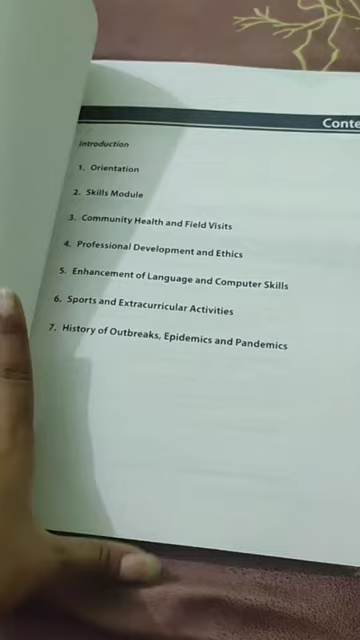 Conte
Introduction
1. Orientation
2. Skills Module
3. Community Health and Field Visits
4. Professional Development and Ethics
5. Enhancement of Language and Computer Skills
6. Sports and Extracurricular Activities
7. History of Outbreaks, Epidemics and Pandemics